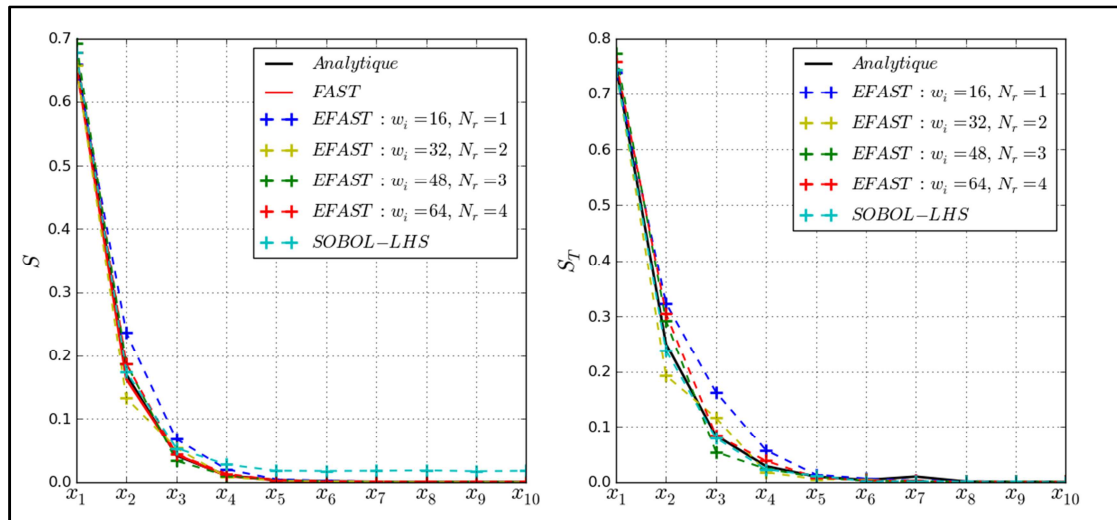 0.7
0.6
0.5
0.4
0.3
0.2
0.1
0.0
S
x1 x2 x3 x4 x5 x6 x7 x8 x9 x10
Analytique
FAST
EFAST : wi =16, Nr =1
EFAST : wi =32, Nr =2
EFAST : wi =48, Nr =3
EFAST : wi =64, Nr =4
SOBOL−LHS
0.8
0.7
0.6
0.5
0.4
0.3
0.2
0.1
0.0
ST
x1 x2 x3 x4 x5 x6 x7 x8 x9 x10
Analytique
EFAST : wi =16, Nr =1
EFAST : wi =32, Nr =2
EFAST : wi =48, Nr =3
EFAST : wi =64, Nr =4
SOBOL−LHS